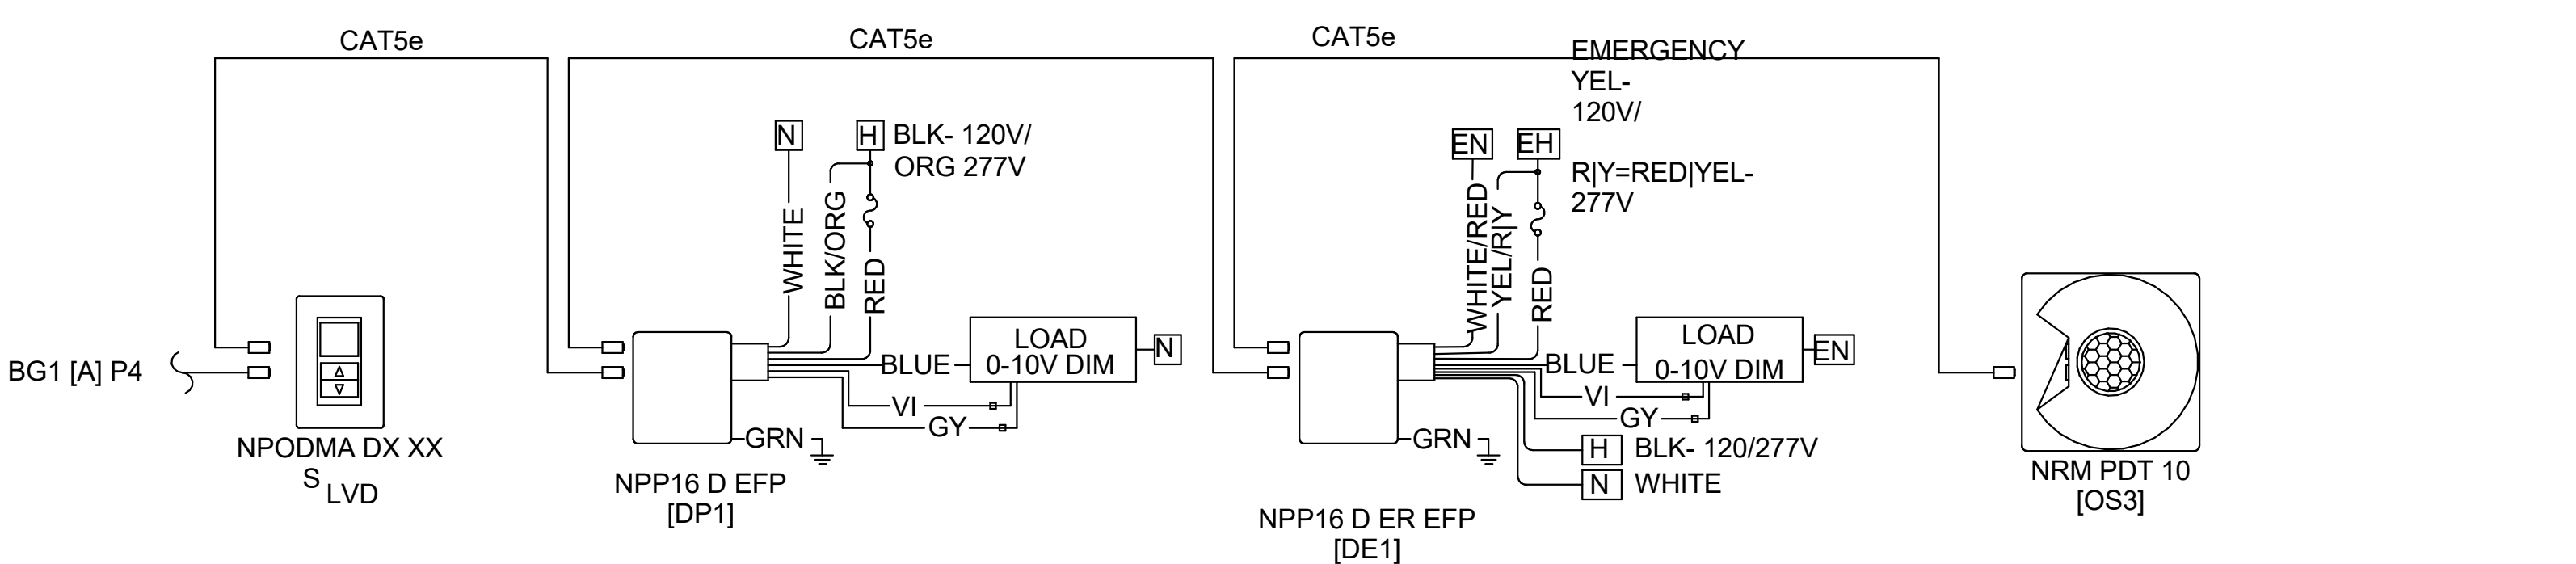 CAT5e
CAT5e
CAT5e
EMERGENCY
YEL-
120V/
R|Y=RED|YEL-
277V
BG1 [A] P4
NPODMA DX XX
S
LVD
N
H
BLK- 120V/
ORG 277V
WHITE
BLK/ORG
RED
LOAD
0-10V DIM
N
BLUE
VI
GY
GRN
NPP16 D EFP
[DP1]
EN
EH
WHITE/RED
YEL/R|Y
RED
LOAD
0-10V DIM
EN
BLUE
VI
GY
GRN
H
BLK- 120/277V
N
WHITE
NPP16 D ER EFP
[DE1]
NRM PDT 10
[OS3]